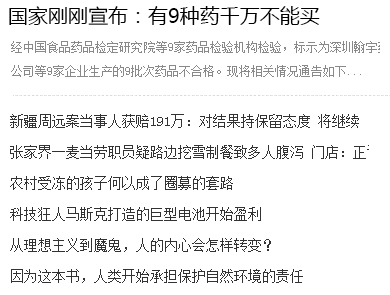 国家刚刚宣布：有9种药千万不能买
经中国食品药品检定研究院等9家药品检验机构检验，标示为深圳翰宇
公司等9家企业生产的9批次药品不合格。现将相关情况通告如下...
新疆周远案当事人获赔191万：对结果持保留态度 将继续
张家界一麦当劳职员疑路边挖雪制餐致多人腹泻 门店：正
农村受冻的孩子何以成了圈募的套路
科技狂人马斯克打造的巨型电池开始盈利
从理想主义到魔鬼，人的内心会怎样转变？
因为这本书，人类开始承担保护自然环境的责任